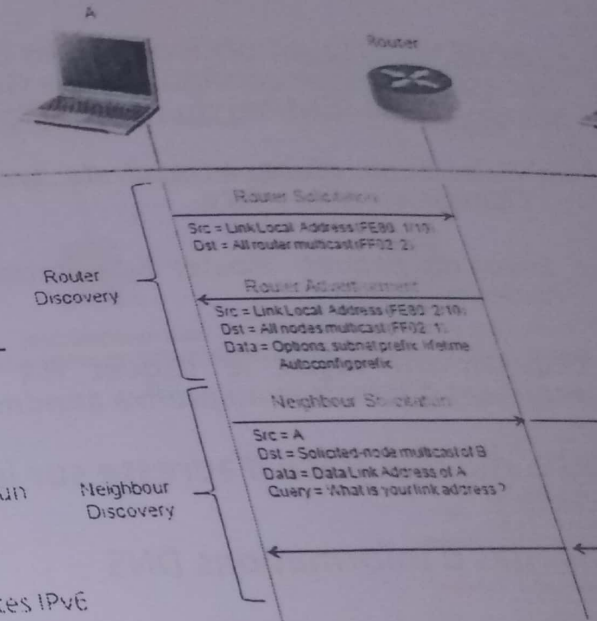 A
Router
Router Solicitation
Src = Link Local Address (FE80::1/10)
Dst = All router multicast (FF02::2)
Router
Discovery
Router Advertisement
Src = Link Local Address (FE80::2/10)
Dst = All nodes multicast (FF02::1)
Data = Options, subnet prefix, lifetime,
Autoconfig prefix
Neighbour Solicitation
Src = A
Dst = Solicited-node multicast of B
Data = Data Link Address of A
Query = What is your link address?
Neighbour
Discovery
un
ces IPv6
DNS